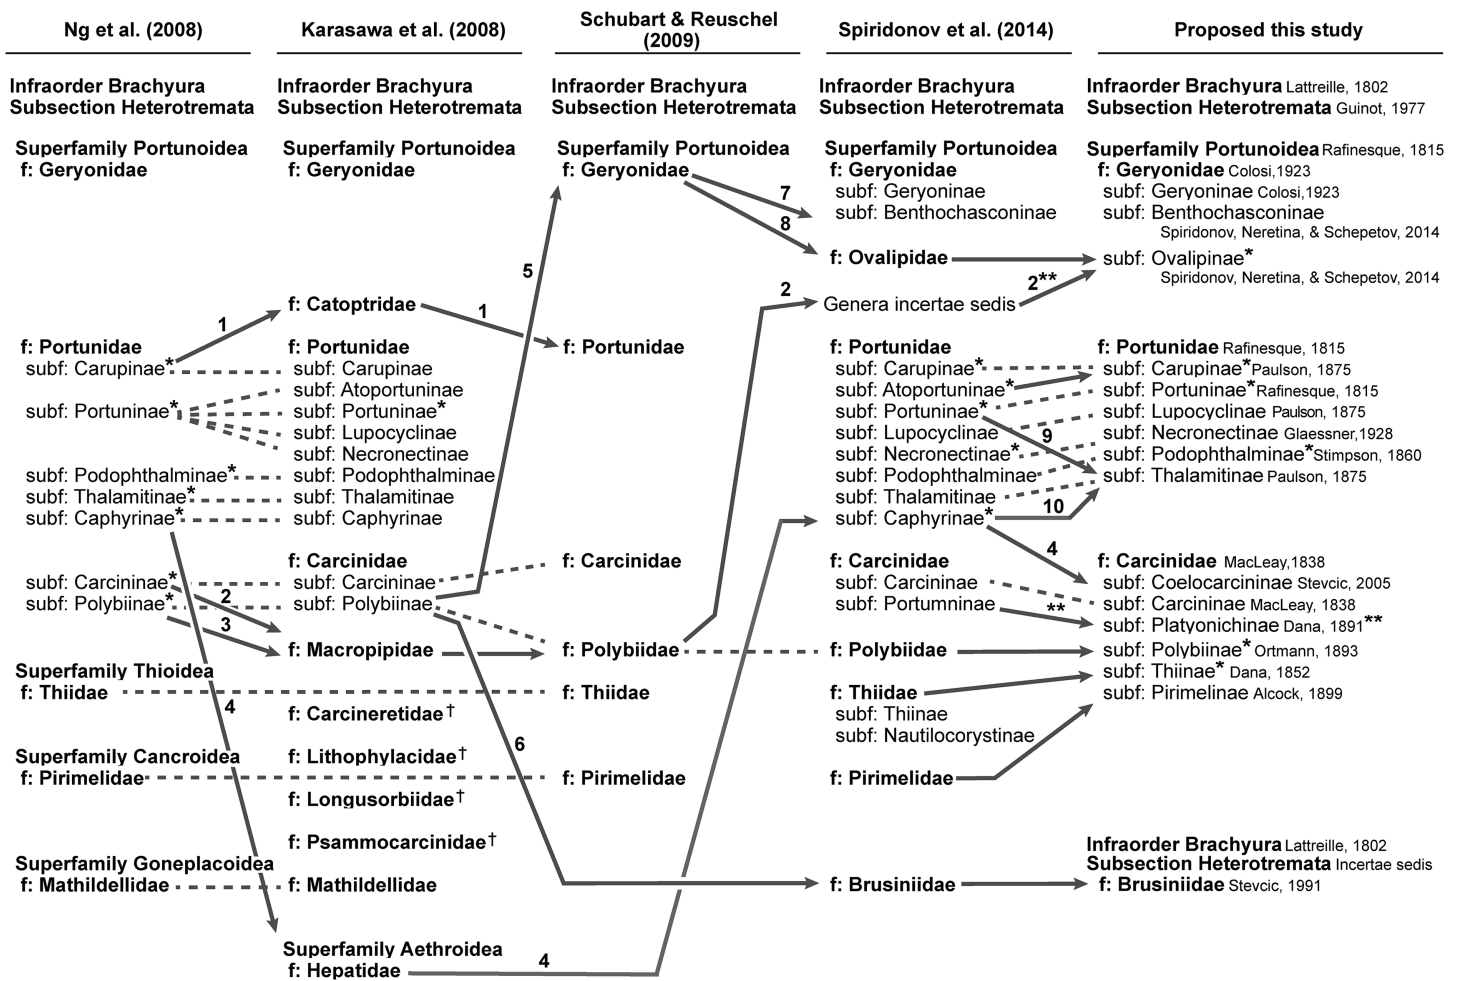 Ng et al. (2008)
Karasawa et al. (2008)
Schubart & Reuschel
(2009)
Spiridonov et al. (2014)
Proposed this study
Infraorder Brachyura
Subsection Heterotremata
Superfamily Portunoidea
f: Geryonidae
f: Portunidae
subf: Carupinae*
subf: Portuninae*
subf: Podophthalminae*
subf: Thalamitinae*
subf: Caphyrinae*
subf: Carcininae*
subf: Polybiinae*
Superfamily Thioidea
f: Thiidae
Superfamily Cancroidea
f: Pirimelidae
Superfamily Goneplacoidea
f: Mathildellidae
1
2
3
4
Infraorder Brachyura
Subsection Heterotremata
Superfamily Portunoidea
f: Geryonidae
f: Catoptridae
f: Portunidae
subf: Carupinae
subf: Atoportuninae
subf: Portuninae*
subf: Lupocyclinae
subf: Necronectinae
subf: Podophthalminae
subf: Thalamitinae
subf: Caphyrinae
f: Carcinidae
subf: Carcininae
subf: Polybiinae
f: Macropipidae
f: Carcineretidae†
f: Lithophylacidae†
f: Longusorbiidae†
f: Psammocarcinidae†
f: Mathildellidae
Superfamily Aethroidea
f: Hepatidae
1
5
6
4
Infraorder Brachyura
Subsection Heterotremata
Superfamily Portunoidea
f: Geryonidae
f: Portunidae
f: Carcinidae
f: Polybiidae
f: Thiidae
f: Pirimelidae
7
8
2
Infraorder Brachyura
Subsection Heterotremata
Superfamily Portunoidea
f: Geryonidae
subf: Geryoninae
subf: Benthochasconinae
f: Ovalipidae
Genera incertae sedis
f: Portunidae
subf: Carupinae*
subf: Atoportuninae*
subf: Portuninae*
subf: Lupocyclinae
subf: Necronectinae*
subf: Podophthalminae
subf: Thalamitinae
subf: Caphyrinae*
f: Carcinidae
subf: Carcininae
subf: Portumninae
f: Polybiidae
f: Thiidae
subf: Thiinae
subf: Nautilocorystinae
f: Pirimelidae
f: Brusiniidae
2**
9
10
4
**
Infraorder Brachyura Lattreille, 1802
Subsection Heterotremata Guinot, 1977
Superfamily Portunoidea Rafinesque, 1815
f: Geryonidae Colosi,1923
subf: Geryoninae Colosi,1923
subf: Benthochasconinae
Spiridonov, Neretina, & Schepetov, 2014
subf: Ovalipinae*
Spiridonov, Neretina, & Schepetov, 2014
f: Portunidae Rafinesque, 1815
subf: Carupinae*Paulson, 1875
subf: Portuninae*Rafinesque, 1815
subf: Lupocyclinae Paulson, 1875
subf: Necronectinae Glaessner,1928
subf: Podophthalminae*Stimpson, 1860
subf: Thalamitinae Paulson, 1875
f: Carcinidae MacLeay,1838
subf: Coelocarcininae Stevcic, 2005
subf: Carcininae MacLeay, 1838
subf: Platyonichinae Dana, 1891**
subf: Polybiinae* Ortmann, 1893
subf: Thiinae* Dana, 1852
subf: Pirimelinae Alcock, 1899
Infraorder Brachyura Lattreille, 1802
Subsection Heterotremata Incertae sedis
f: Brusiniidae Stevcic, 1991